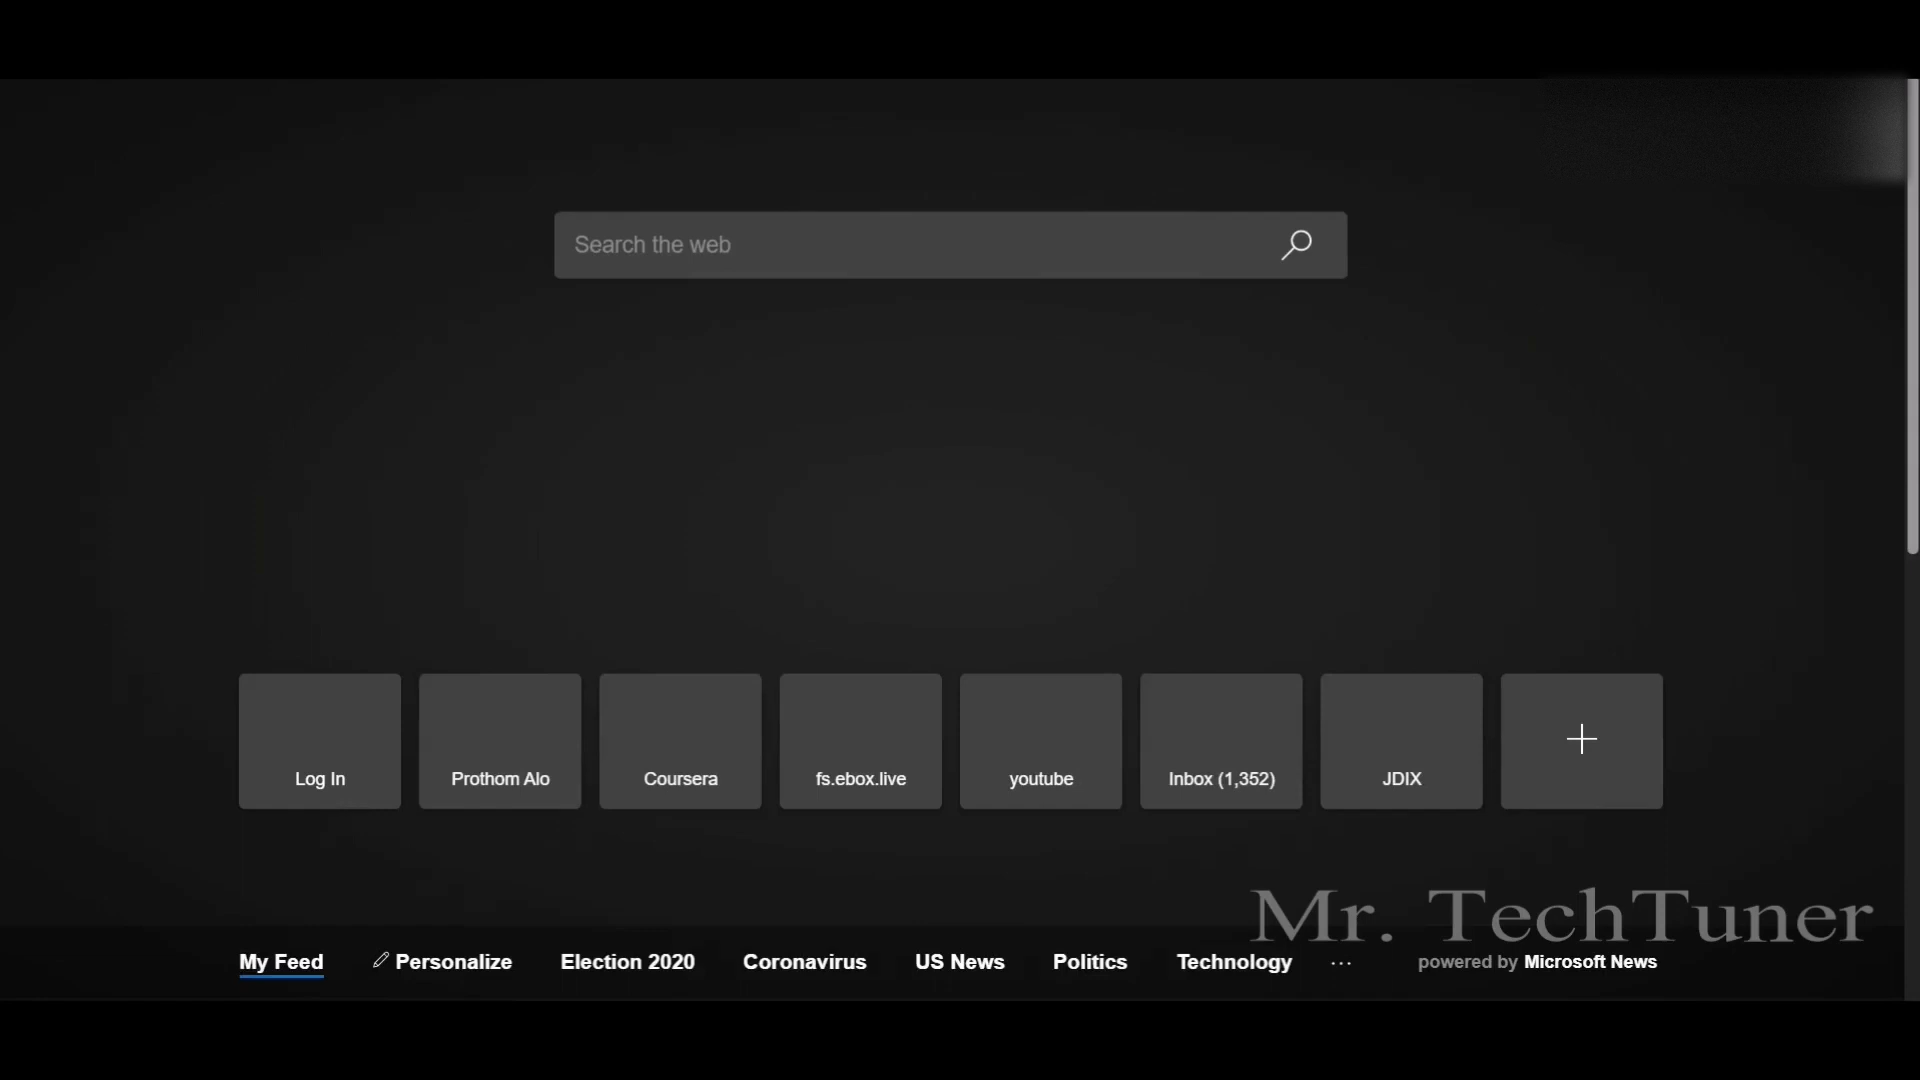 Search the web
Log In
Prothom Alo
Coursera
fs.ebox.live
youtube
Inbox (1,352)
JDIX
Mr. TechTuner
My Feed
Personalize
Election 2020
Coronavirus
US News
Politics
Technology
...
powered by Microsoft News